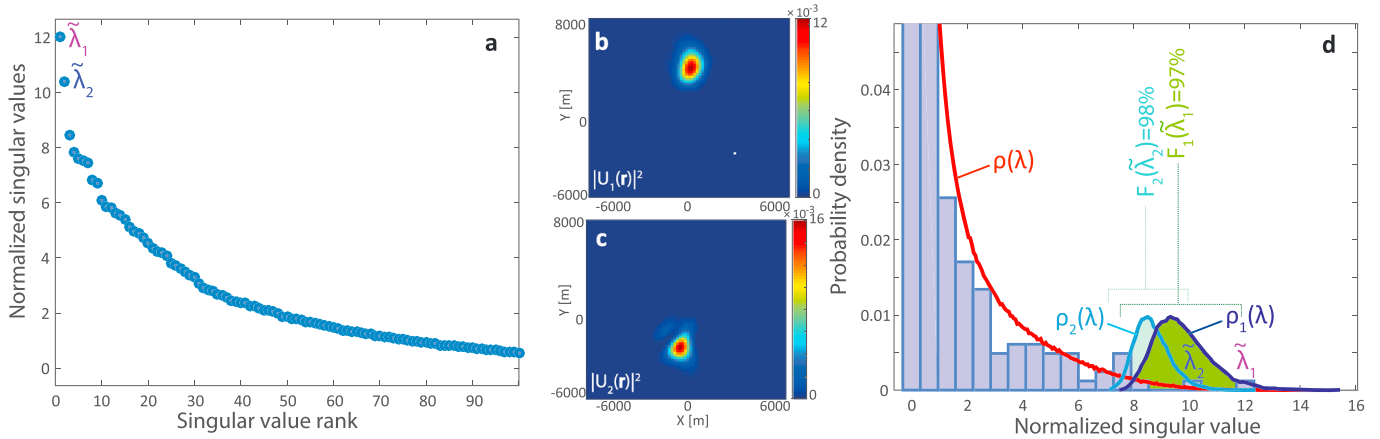 a
Normalized singular values
12
10
8
6
4
2
0
λ̃₁
λ̃₂
0 10 20 30 40 50 60 70 80 90
Singular value rank
b
8000
0
-6000
Y [m]
|U₁(r)|²
-6000 0 6000
× 10⁻³
12
0
c
8000
0
-6000
Y [m]
|U₂(r)|²
-6000 0 6000
X [m]
× 10⁻³
16
0
d
Probability density
0.04
0.03
0.02
0.01
0
ρ(λ)
F₂(λ̃₂)=98%
F₁(λ̃₁)=97%
ρ₂(λ)
ρ₁(λ)
λ̃₂
λ̃₁
0 2 4 6 8 10 12 14 16
Normalized singular value